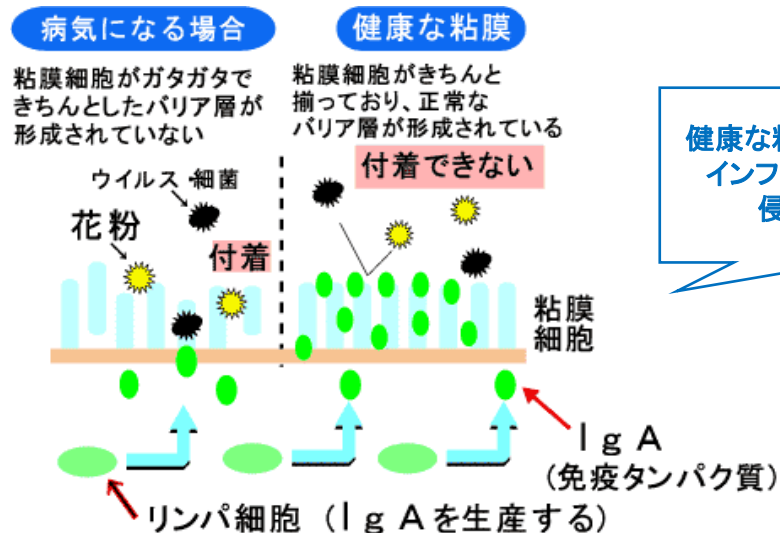 病気になる場合
粘膜細胞がガタガタで
きちんとしたバリア層が
形成されていない
ウイルス・細菌
花粉
付着
健康な粘膜
粘膜細胞がきちんと
揃っており、正常な
バリア層が形成されている
付着できない
粘膜
細胞
IgA
(免疫タンパク質)
リンパ細胞（IgAを生産する）
健康な
インフ
侵